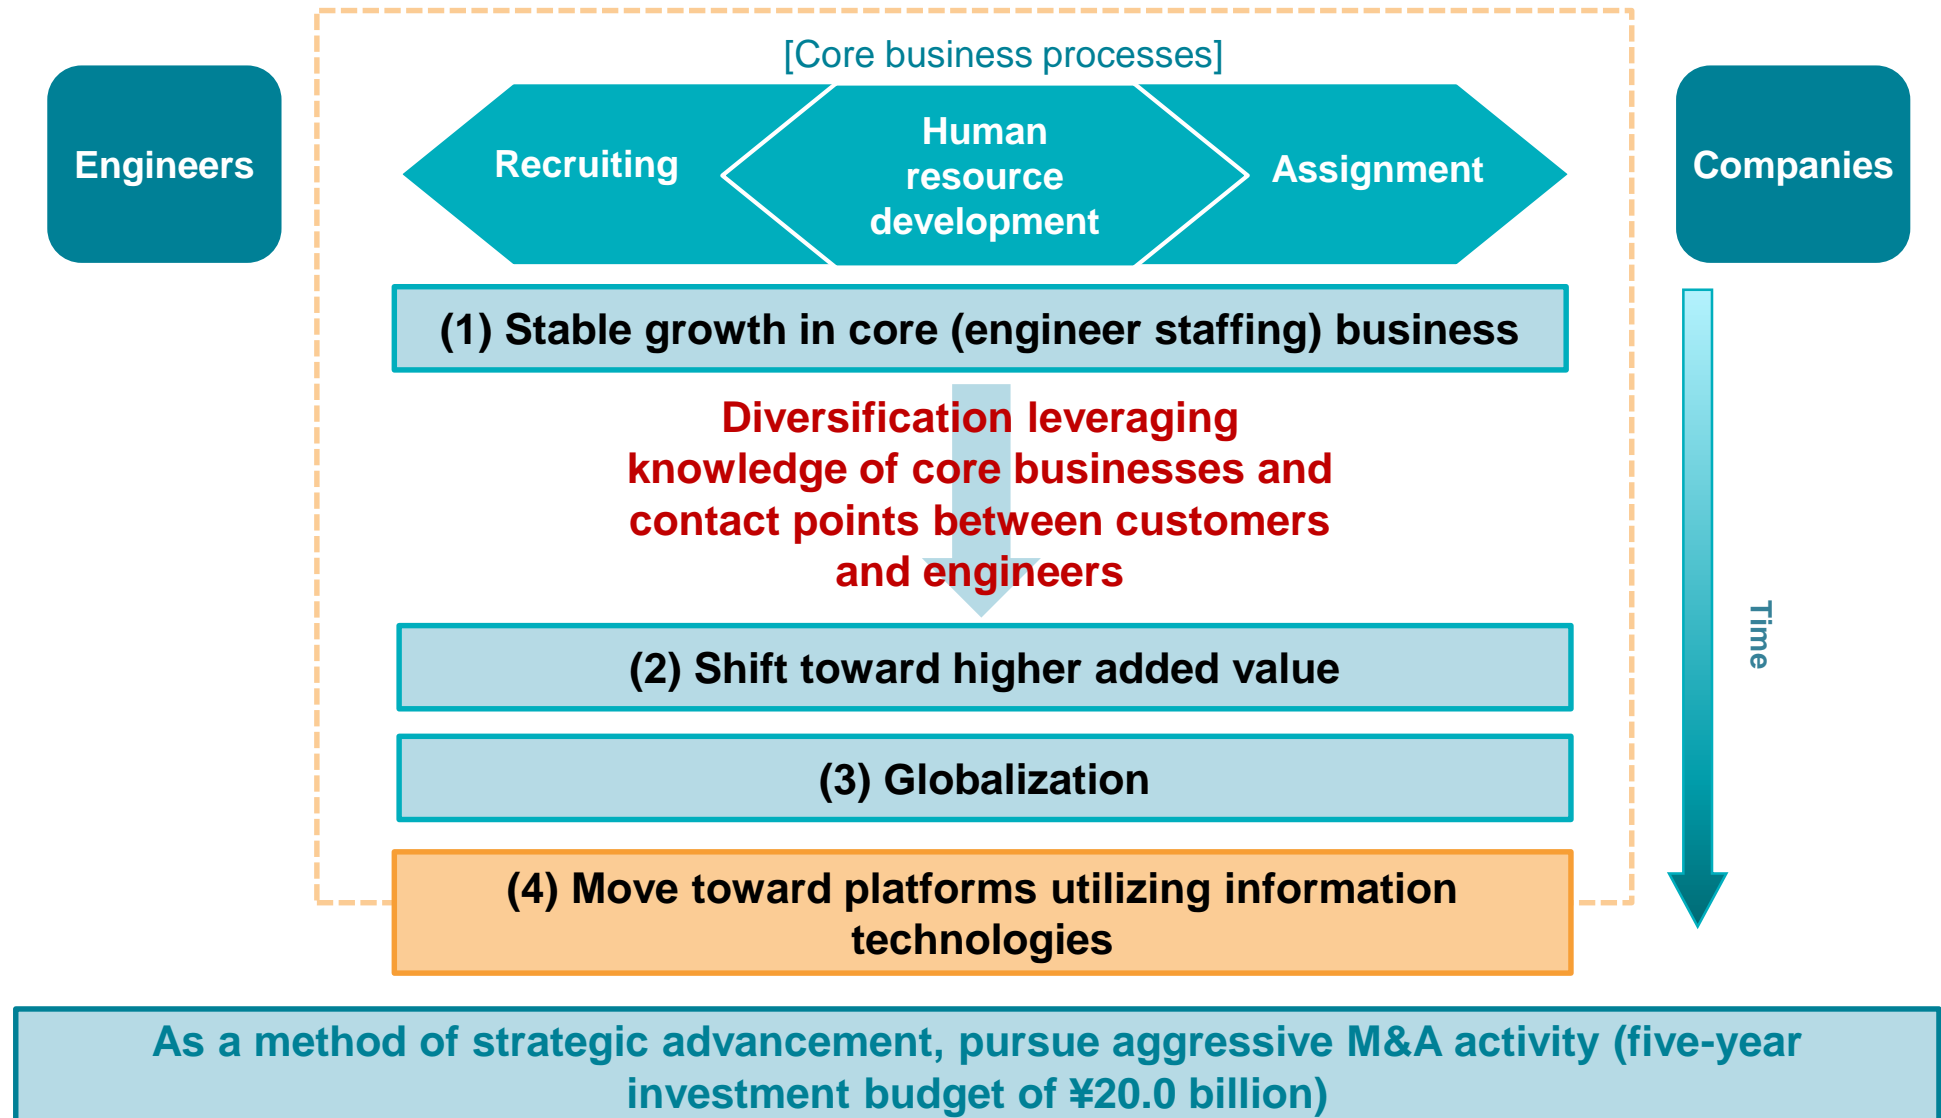 [Core business processes]
Engineers
Recruiting
Human
resource
development
Assignment
Companies
(1) Stable growth in core (engineer staffing) business
Diversification leveraging
knowledge of core businesses and
contact points between customers
and engineers
Time
(2) Shift toward higher added value
(3) Globalization
(4) Move toward platforms utilizing information
technologies
As a method of strategic advancement, pursue aggressive M&A activity (five-year
investment budget of ¥20.0 billion)